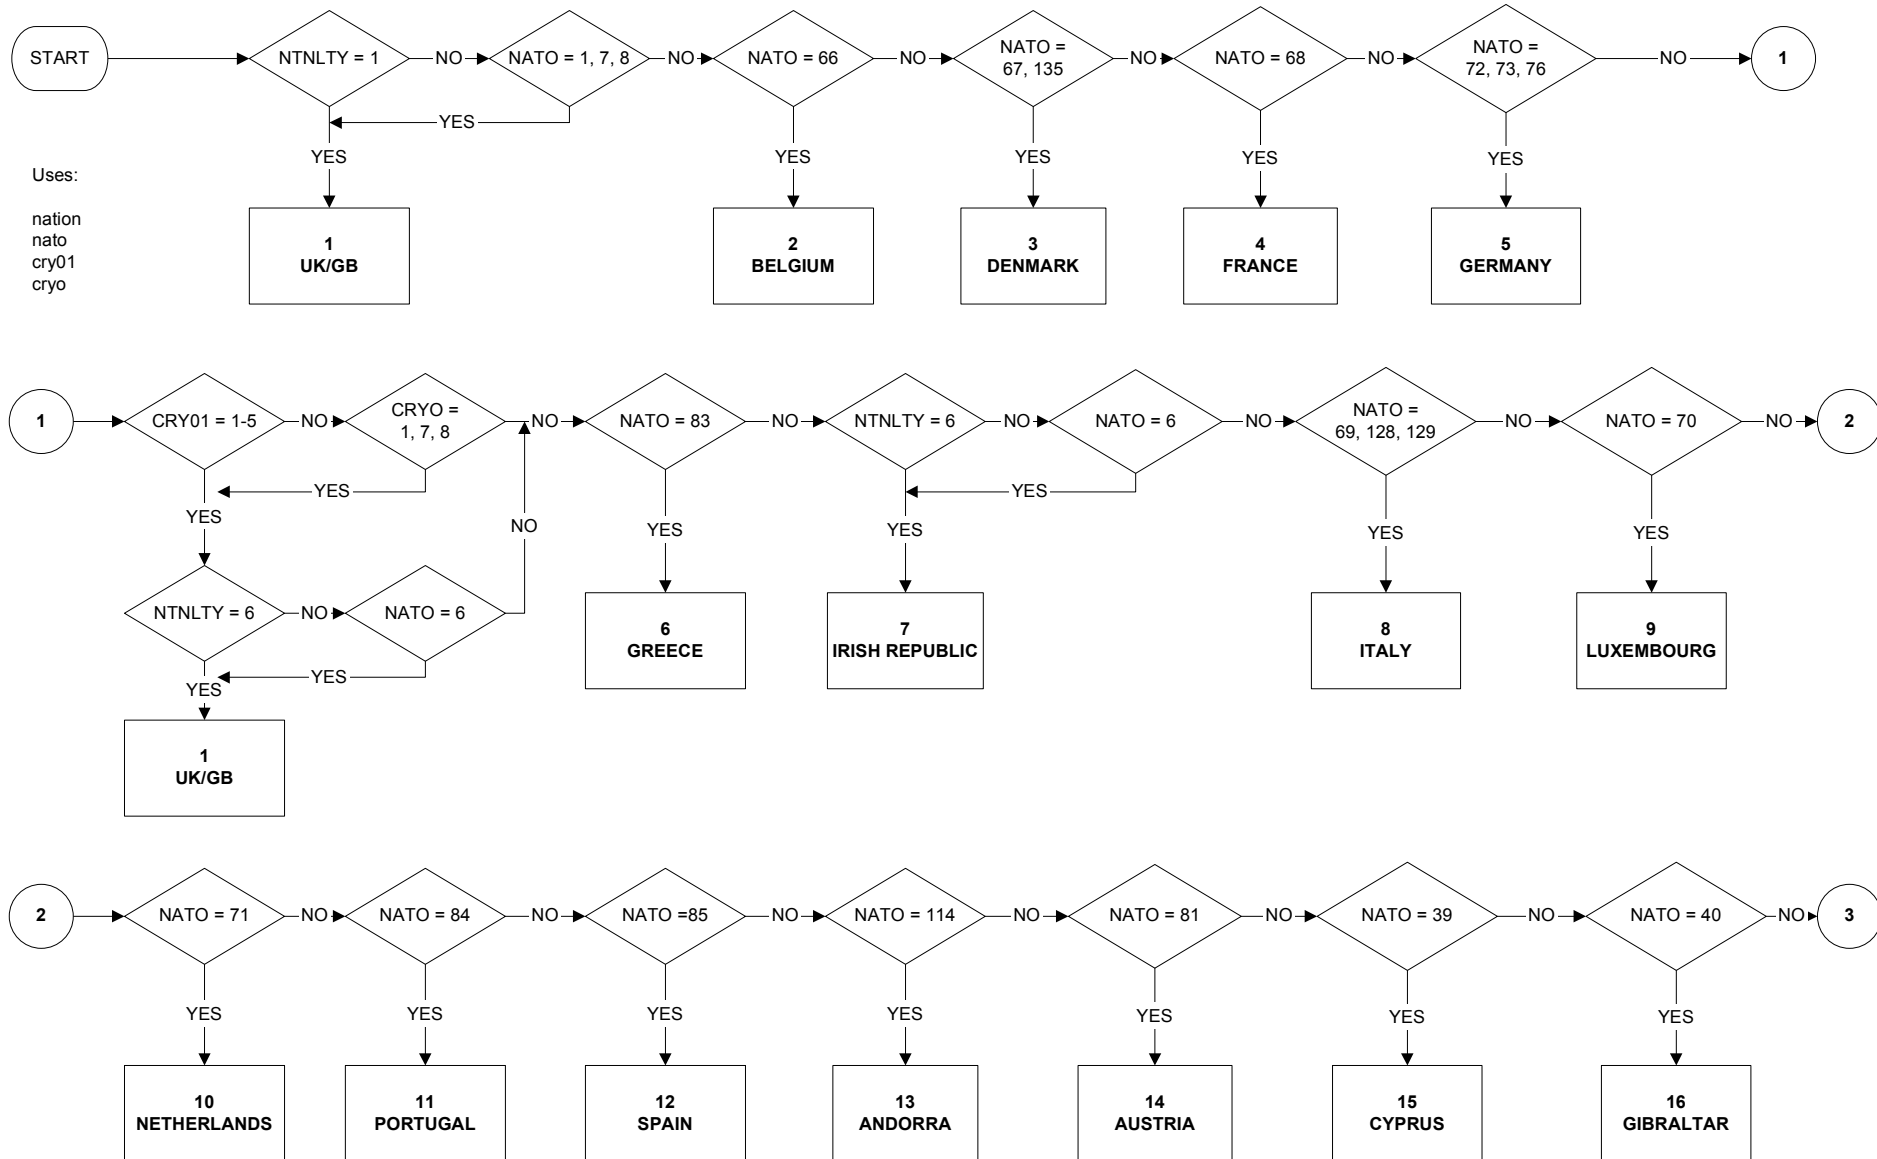 START
NTNLTY = 1
NO
NATO = 1, 7, 8
NO
NATO = 66
NO
NATO =
67, 135
NO
NATO = 68
NO
NATO =
72, 73, 76
NO
1
YES
YES
YES
YES
YES
YES
Uses:
nation
nato
cry01
cryo
1
UK/GB
2
BELGIUM
3
DENMARK
4
FRANCE
5
GERMANY
1
CRY01 = 1-5
NO
CRYO =
1, 7, 8
NO
NATO = 83
NO
NTNLTY = 6
NO
NATO = 6
NO
NATO =
69, 128, 129
NO
NATO = 70
NO
2
YES
YES
YES
NO
YES
YES
YES
YES
NTNLTY = 6
NO
NATO = 6
YES
YES
6
GREECE
7
IRISH REPUBLIC
8
ITALY
9
LUXEMBOURG
1
UK/GB
2
NATO = 71
NO
NATO = 84
NO
NATO =85
NO
NATO = 114
NO
NATO = 81
NO
NATO = 39
NO
NATO = 40
NO
3
YES
YES
YES
YES
YES
YES
YES
10
NETHERLANDS
11
PORTUGAL
12
SPAIN
13
ANDORRA
14
AUSTRIA
15
CYPRUS
16
GIBRALTAR